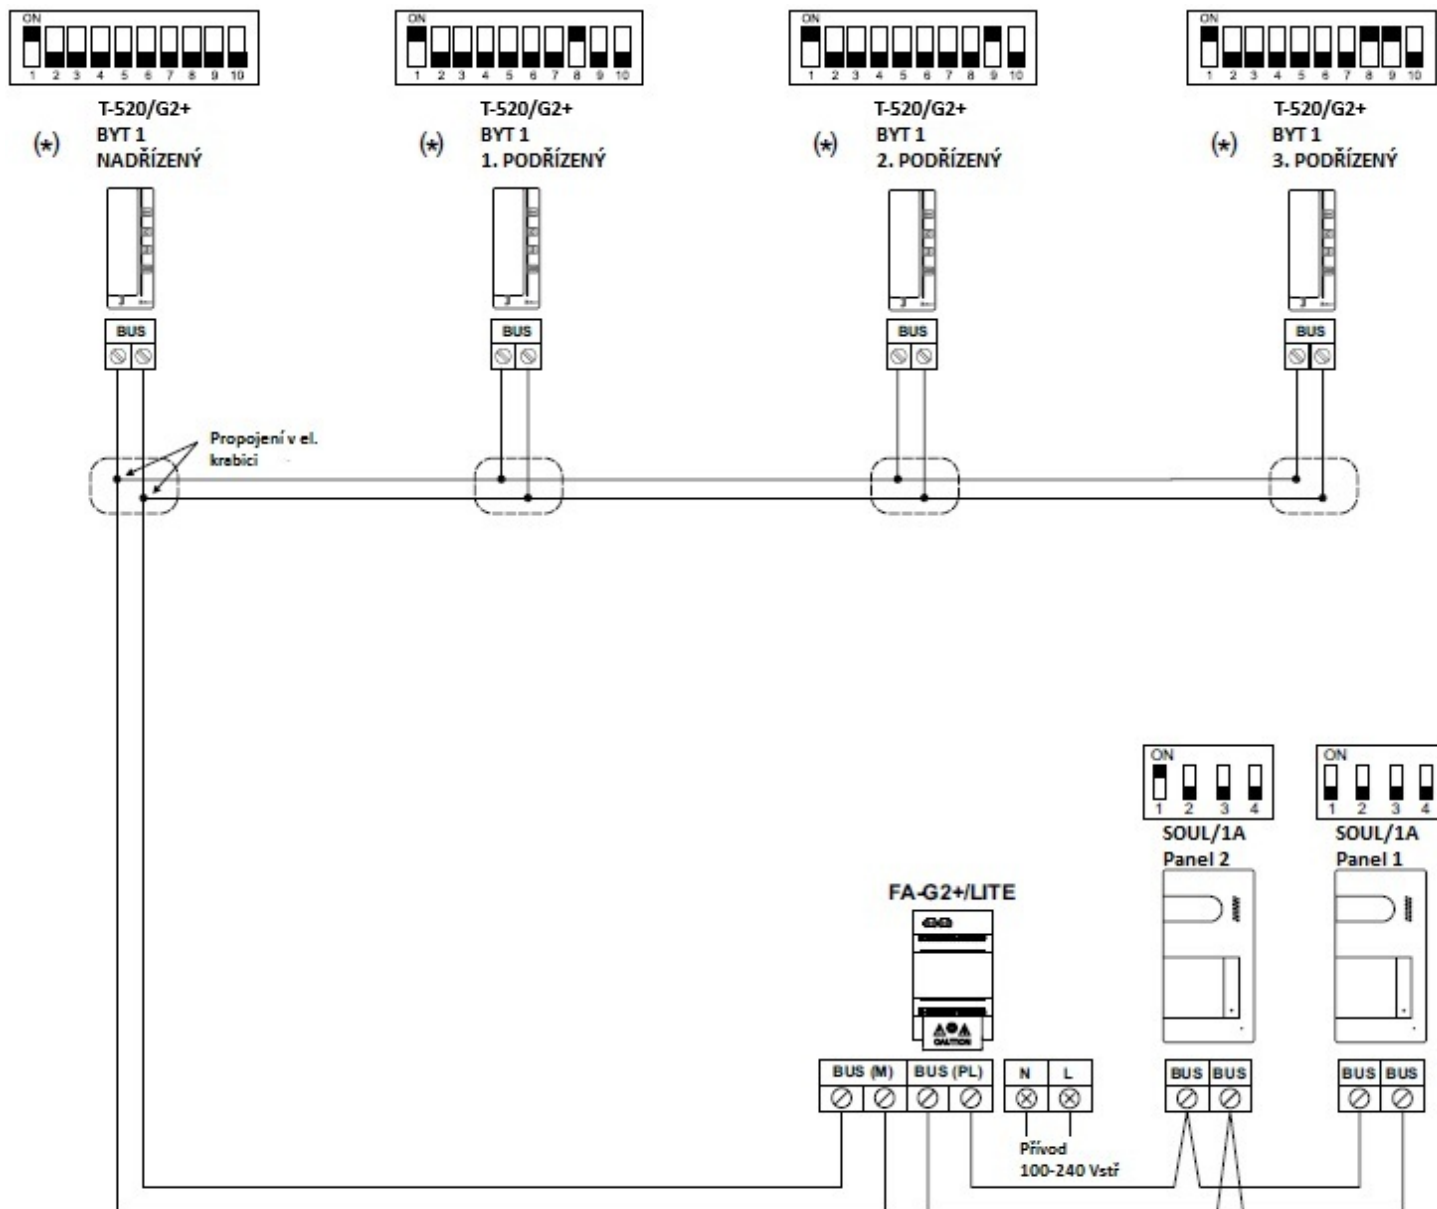 ON
1 2 3 4 5 6 7 8 9 10
T-520/G2+
BYT 1
NADŘÍZENÝ
(*)
ON
1 2 3 4 5 6 7 8 9 10
T-520/G2+
BYT 1
1. PODŘÍZENÝ
(*)
ON
1 2 3 4 5 6 7 8 9 10
T-520/G2+
BYT 1
2. PODŘÍZENÝ
(*)
ON
1 2 3 4 5 6 7 8 9 10
T-520/G2+
BYT 1
3. PODŘÍZENÝ
(*)
BUS
BUS
BUS
BUS
Propojení v el.
krabici
ON
1 2 3 4
SOUL/1A
Panel 2
ON
1 2 3 4
SOUL/1A
Panel 1
FA-G2+/LITE
CAUTION
BUS (M) BUS (PL) N L
BUS BUS
BUS BUS
Přívod
100-240 Vstř